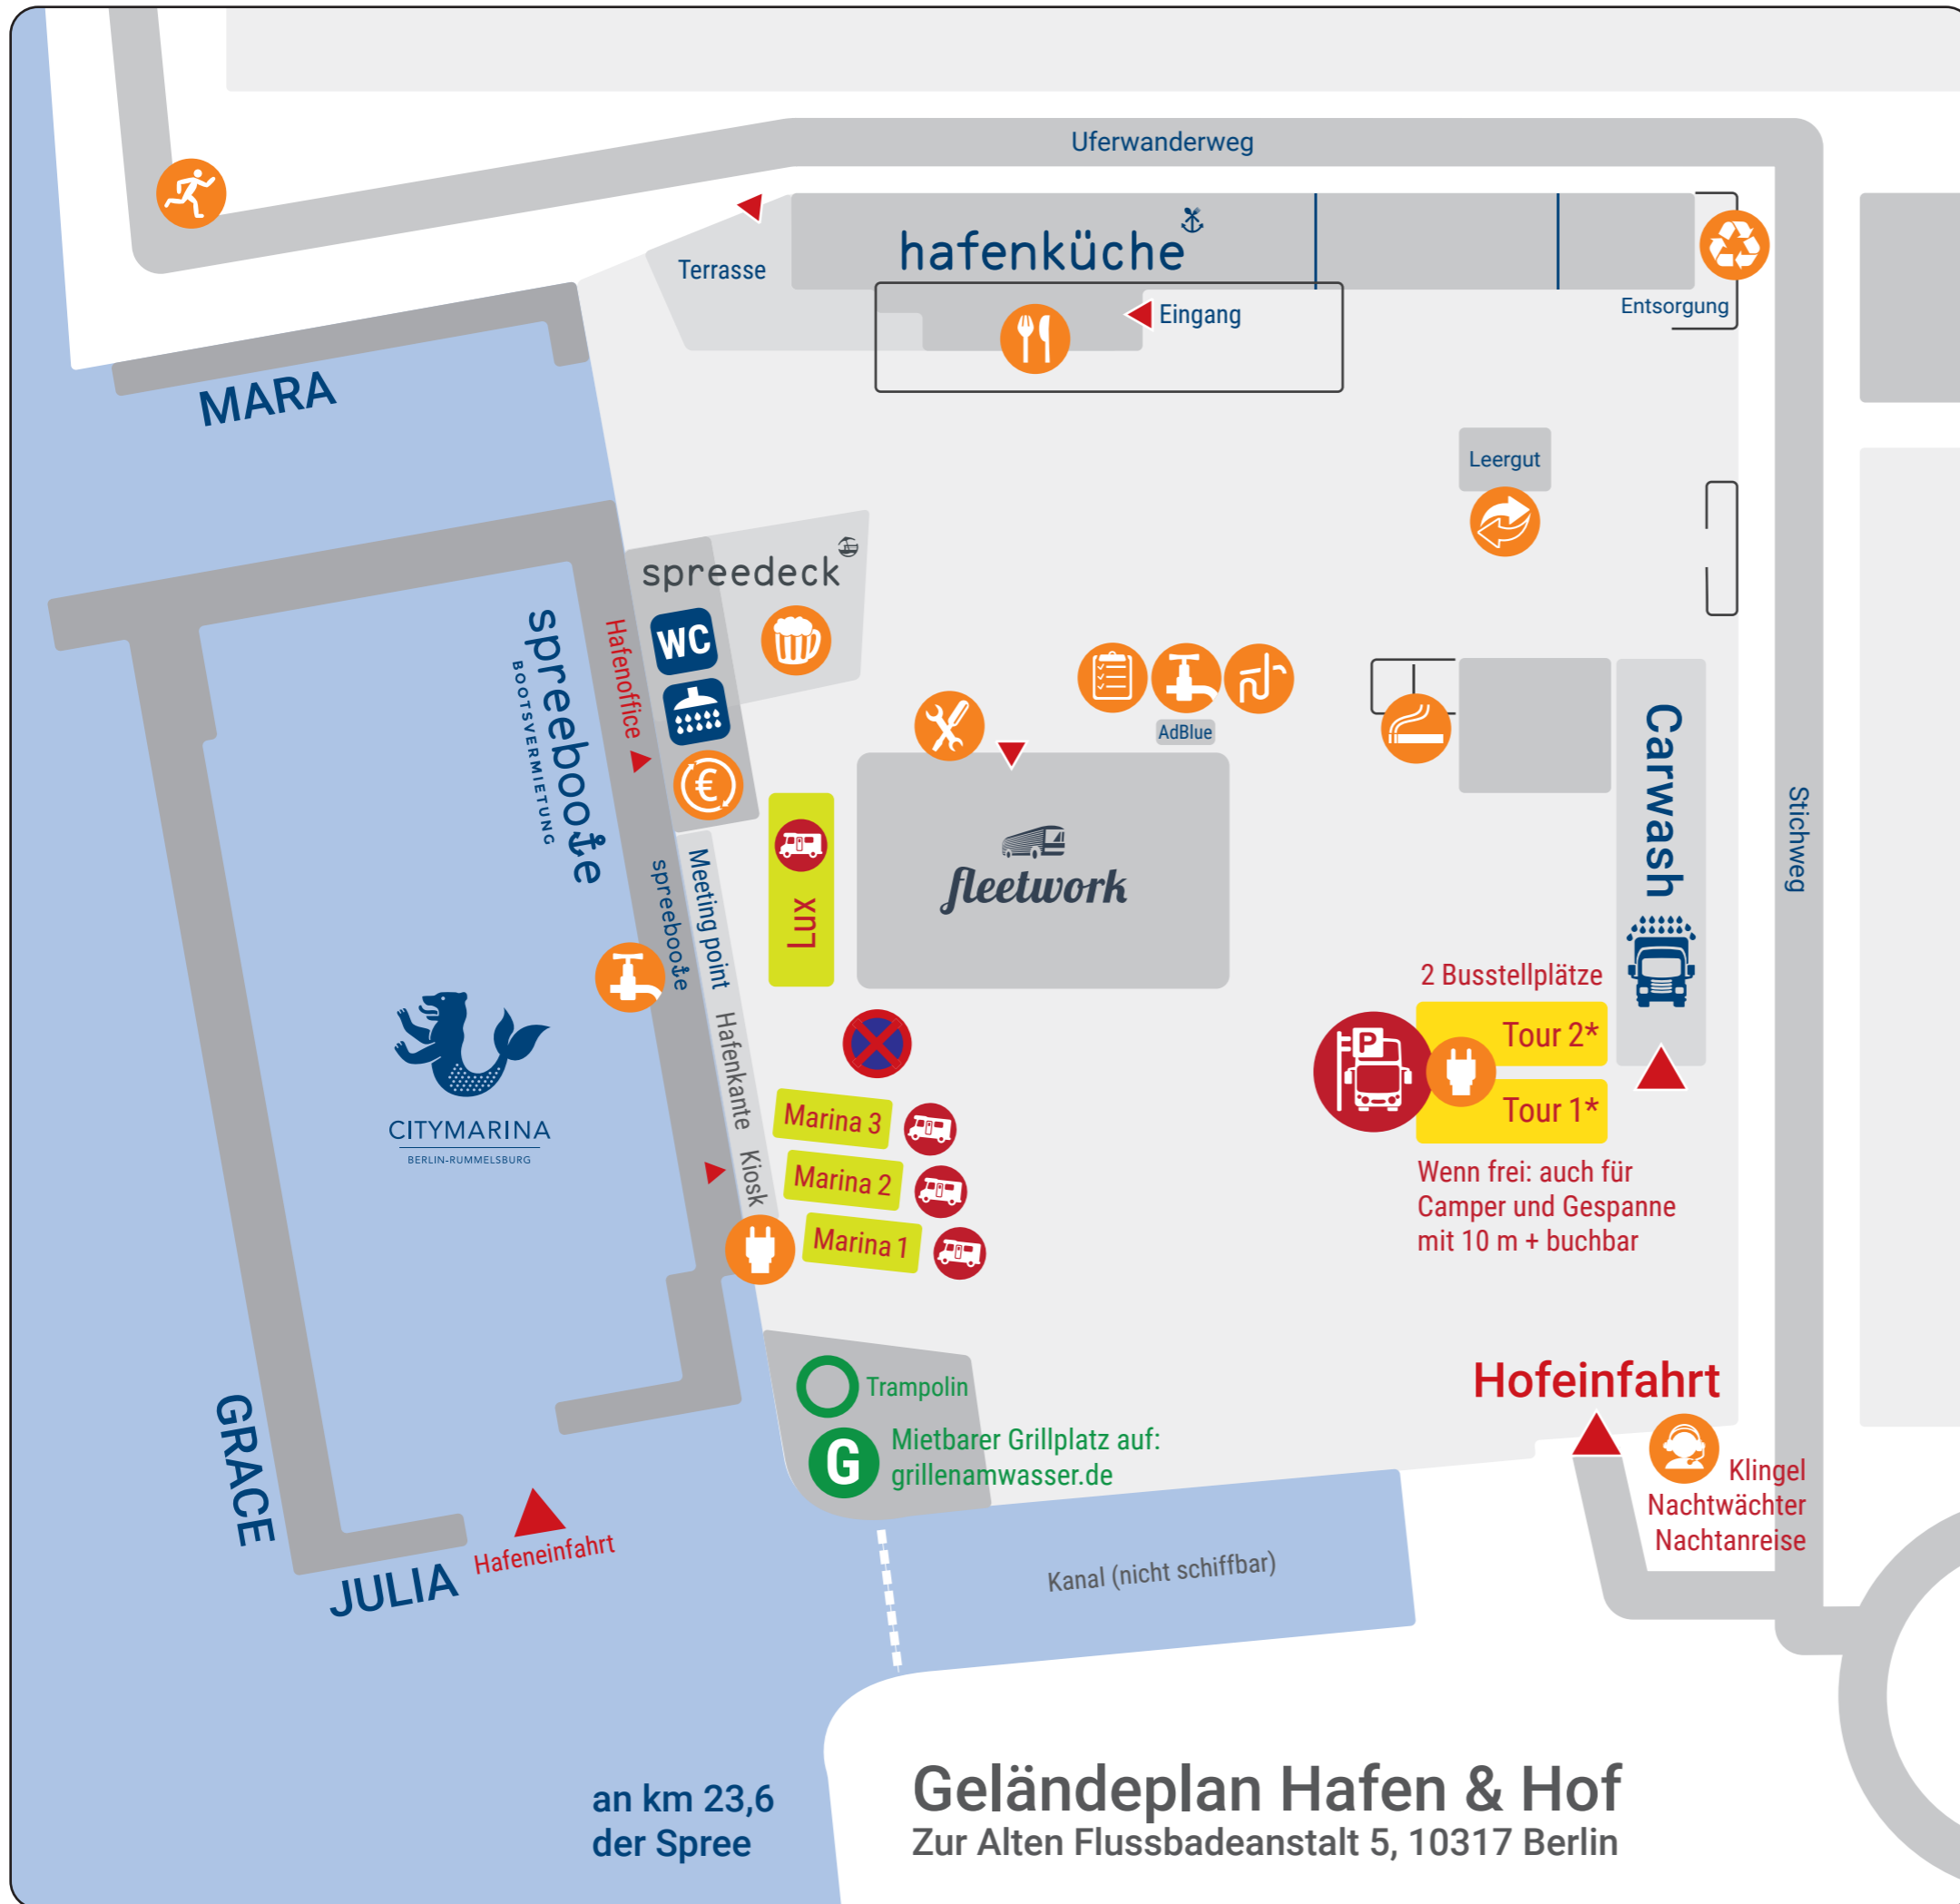 Uferwanderweg
hafenküche
Terrasse
Eingang
Entsorgung
MARA
Leergut
spreedeck
WC
Hafenoffice
€
spreeboote
BOOTSVERMIETUNG
AdBlue
Carwash
Stichweg
fleetwork
Lux
Meeting point
spreeboote
Hafenkante
Kiosk
CITYMARINA
BERLIN-RUMMELSBURG
2 Busstellplätze
P
Tour 2*
Tour 1*
Wenn frei: auch für
Camper und Gespanne
mit 10 m + buchbar
Marina 3
Marina 2
Marina 1
Trampolin
G
Mietbarer Grillplatz auf:
grillenamwasser.de
Hofeinfahrt
Klingel
Nachtwächter
Nachtanreise
GRACE
JULIA
Hafeneinfahrt
Kanal (nicht schiffbar)
an km 23,6
der Spree
Geländeplan Hafen & Hof
Zur Alten Flussbadeanstalt 5, 10317 Berlin